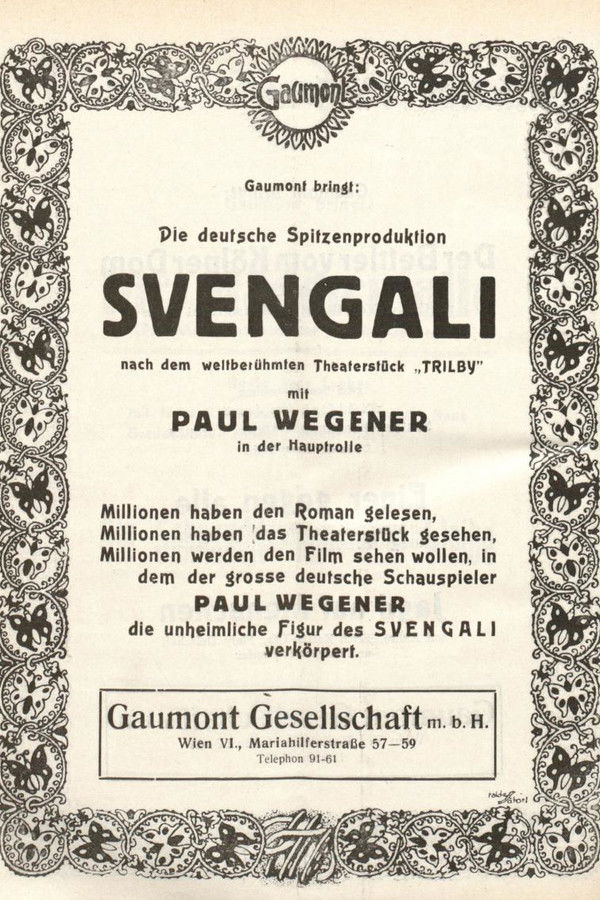 Gaumont
Gaumont bringt:
Die deutsche Spitzenproduktion
SVENGALI
nach dem weltberühmten Theaterstück „TRILBY”
mit
PAUL WEGENER
in der Hauptrolle
Millionen haben den Roman gelesen,
Millionen haben das Theaterstück gesehen,
Millionen werden den Film sehen wollen, in
dem der grosse deutsche Schauspieler
PAUL WEGENER
die unheimliche Figur des SVENGALI
verkörpert.
Gaumont Gesellschaft m. b. H.
Wien VI., Mariahilferstraße 57—59
Telephon 91-61